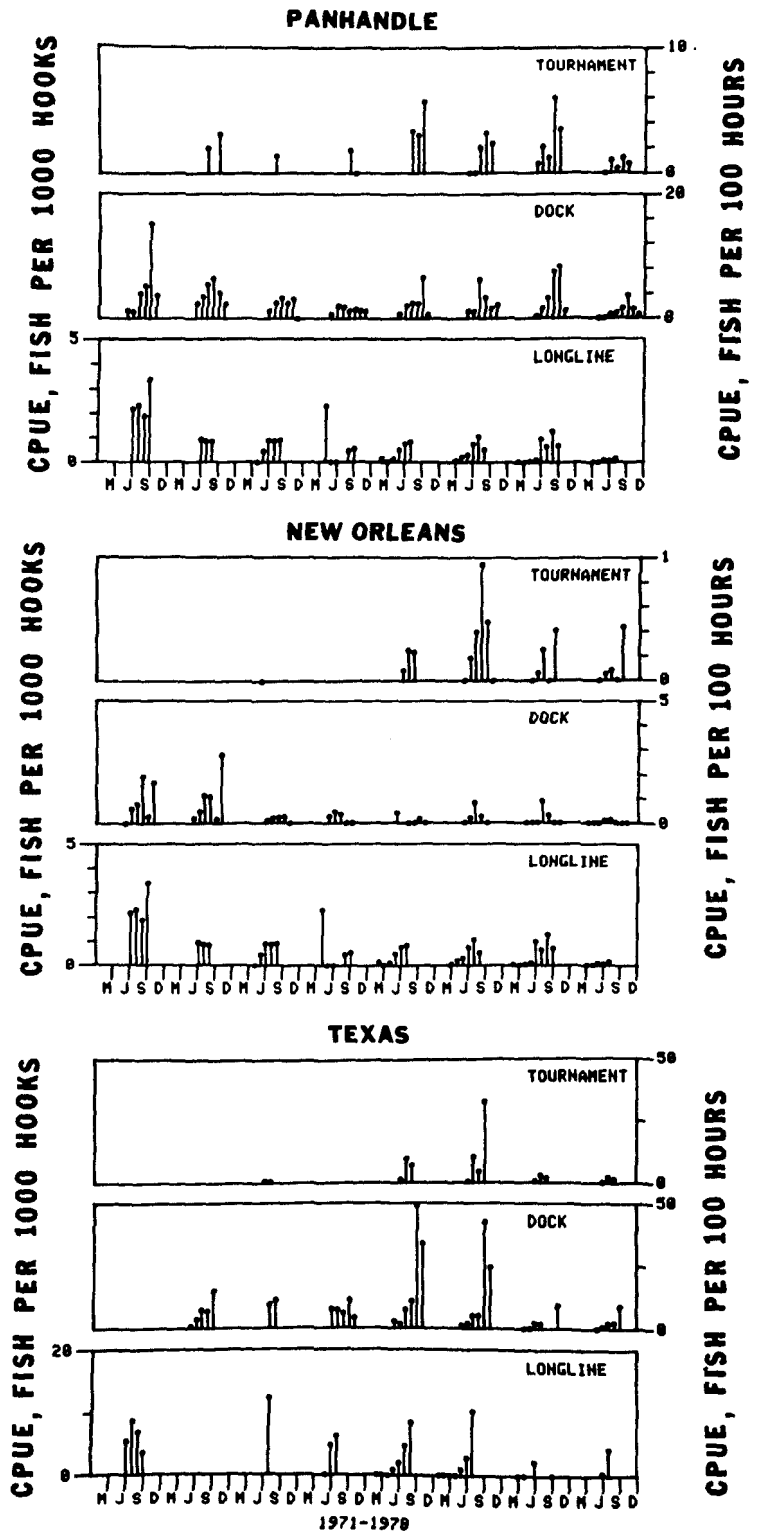 PANHANDLE
CPUE, FISH PER 1000 HOOKS
TOURNAMENT
10.
0
DOCK
20
0
LONGLINE
5
0
M J S D M J S D M J S D M J S D M J S D M J S D M J S D M J S D
CPUE, FISH PER 100 HOURS
NEW ORLEANS
CPUE, FISH PER 1000 HOOKS
TOURNAMENT
1
0
DOCK
5
0
LONGLINE
5
0
M J S D M J S D M J S D M J S D M J S D M J S D M J S D M J S D
CPUE, FISH PER 100 HOURS
TEXAS
CPUE, FISH PER 1000 HOOKS
TOURNAMENT
50
0
DOCK
50
0
LONGLINE
20
0
M J S D M J S D M J S D M J S D M J S D M J S D M J S D M J S D
1971-1978
CPUE, FISH PER 100 HOURS